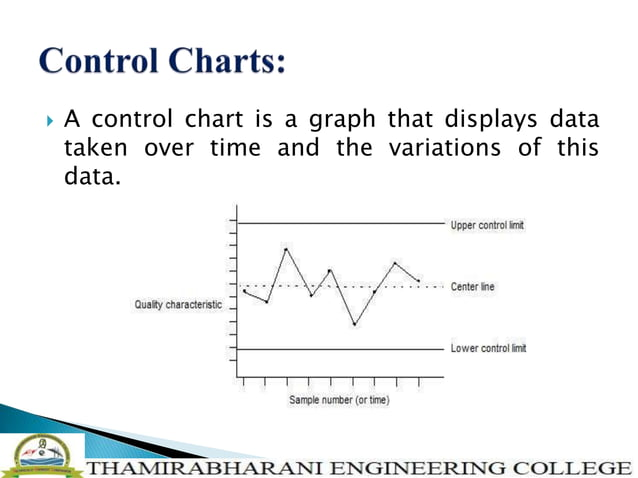 Control Charts:
A control chart is a graph that displays data
taken over time and the variations of this
data.
Upper control limit
Center line
Quality characteristic
Lower control limit
Sample number (or time)
THAMIRABHARANI ENGINEERING COLLEGE